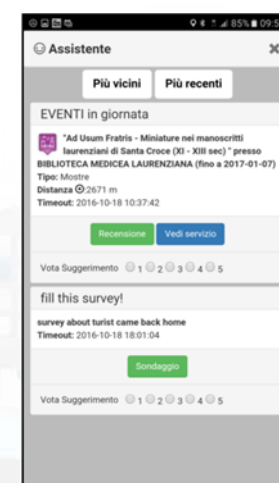 85% 09:5
Assistente
Più vicini Più recenti
EVENTI in giornata
"Ad Usum Fratris - Miniature nei manoscritti
laurenziani di Santa Croce (XI - XIII sec) " presso
BIBLIOTECA MEDICEA LAURENZIANA (fino a 2017-01-07)
Tipo: Mostre
Distanza :2671 m
Timeout: 2016-10-18 10:37:42
Recensione Vedi servizio
Vota Suggerimento 1 2 3 4 5
fill this survey!
survey about turist came back home
Timeout: 2016-10-18 18:01:04
Sondaggio
Vota Suggerimento 1 2 3 4 5